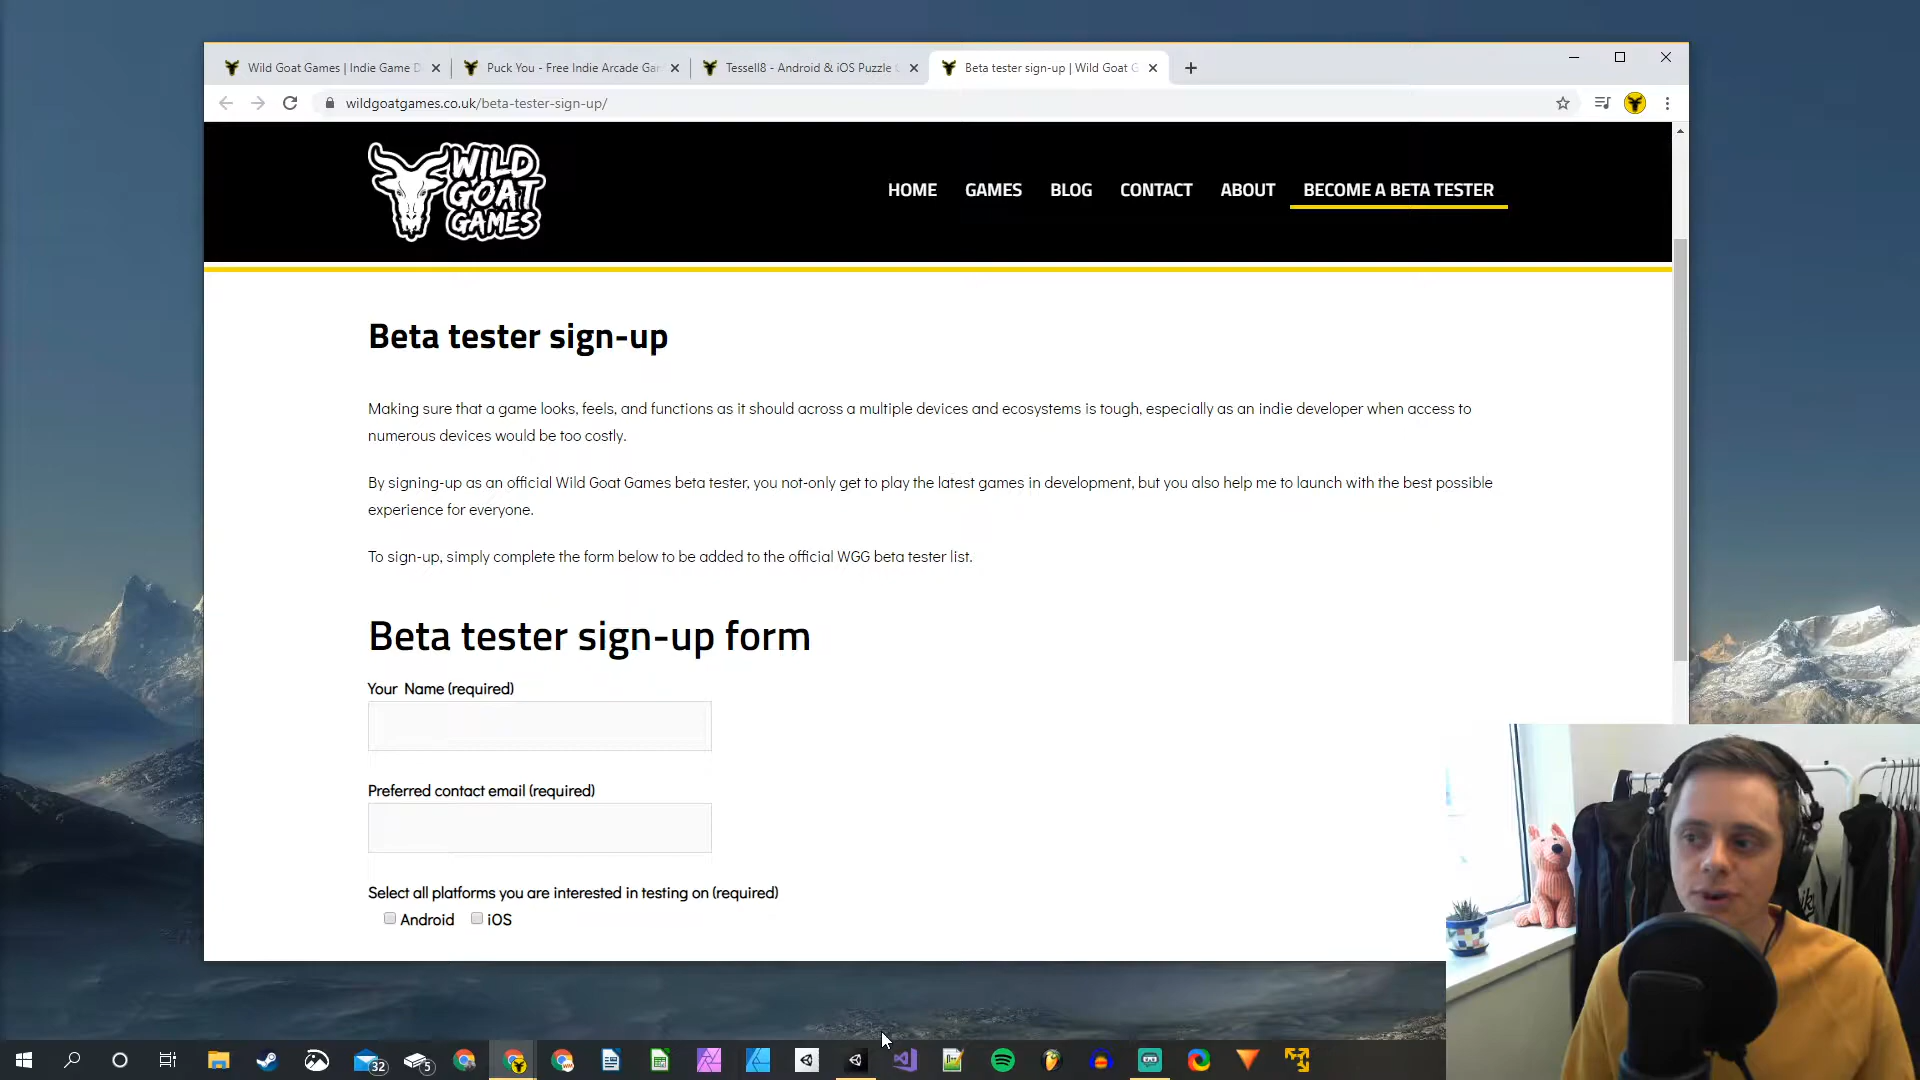 Wild Goat Games | Indie Game D
Puck You - Free Indie Arcade Gar
Tessell8 - Android & iOS Puzzle
Beta tester sign-up | Wild Goat G
wildgoatgames.co.uk/beta-tester-sign-up/
WILD
GOAT
GAMES
HOME GAMES BLOG CONTACT ABOUT BECOME A BETA TESTER
Beta tester sign-up
Making sure that a game looks, feels, and functions as it should across a multiple devices and ecosystems is tough, especially as an indie developer when access to
numerous devices would be too costly.
By signing-up as an official Wild Goat Games beta tester, you not-only get to play the latest games in development, but you also help me to launch with the best possible
experience for everyone.
To sign-up, simply complete the form below to be added to the official WGG beta tester list.
Beta tester sign-up form
Your Name (required)
Preferred contact email (required)
Select all platforms you are interested in testing on (required)
Android iOS
32
5